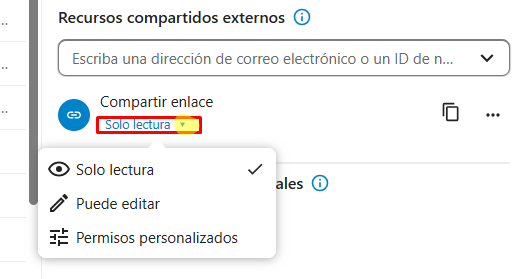 ...
Recursos compartidos externos
...
Escriba una dirección de correo electrónico o un ID de n...
...
Compartir enlace
Solo lectura
Solo lectura
ales
Puede editar
Permisos personalizados